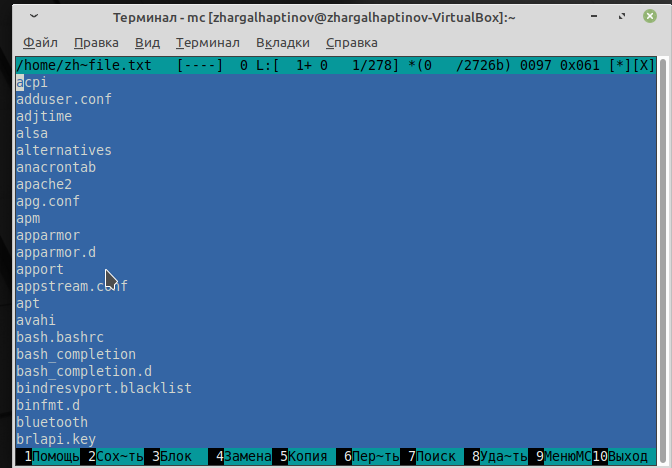 Терминал - mc [zhargalhaptinov@zhargalhaptinov-VirtualBox]:~
Файл Правка Вид Терминал Вкладки Справка
/home/zh~file.txt [----] 0 L:[ 1+ 0 1/278] *(0 /2726b) 0097 0x061 [*][X]
acpi
adduser.conf
adjtime
alsa
alternatives
anacrontab
apache2
apg.conf
apm
apparmor
apparmor.d
apport
appstream.conf
apt
avahi
bash.bashrc
bash_completion
bash_completion.d
bindresvport.blacklist
binfmt.d
bluetooth
brlapi.key
1Помощь 2Сох~ть 3Блок 4Замена 5Копия 6Пер~ть 7Поиск 8Уда~ть 9МенюMC 10Выход